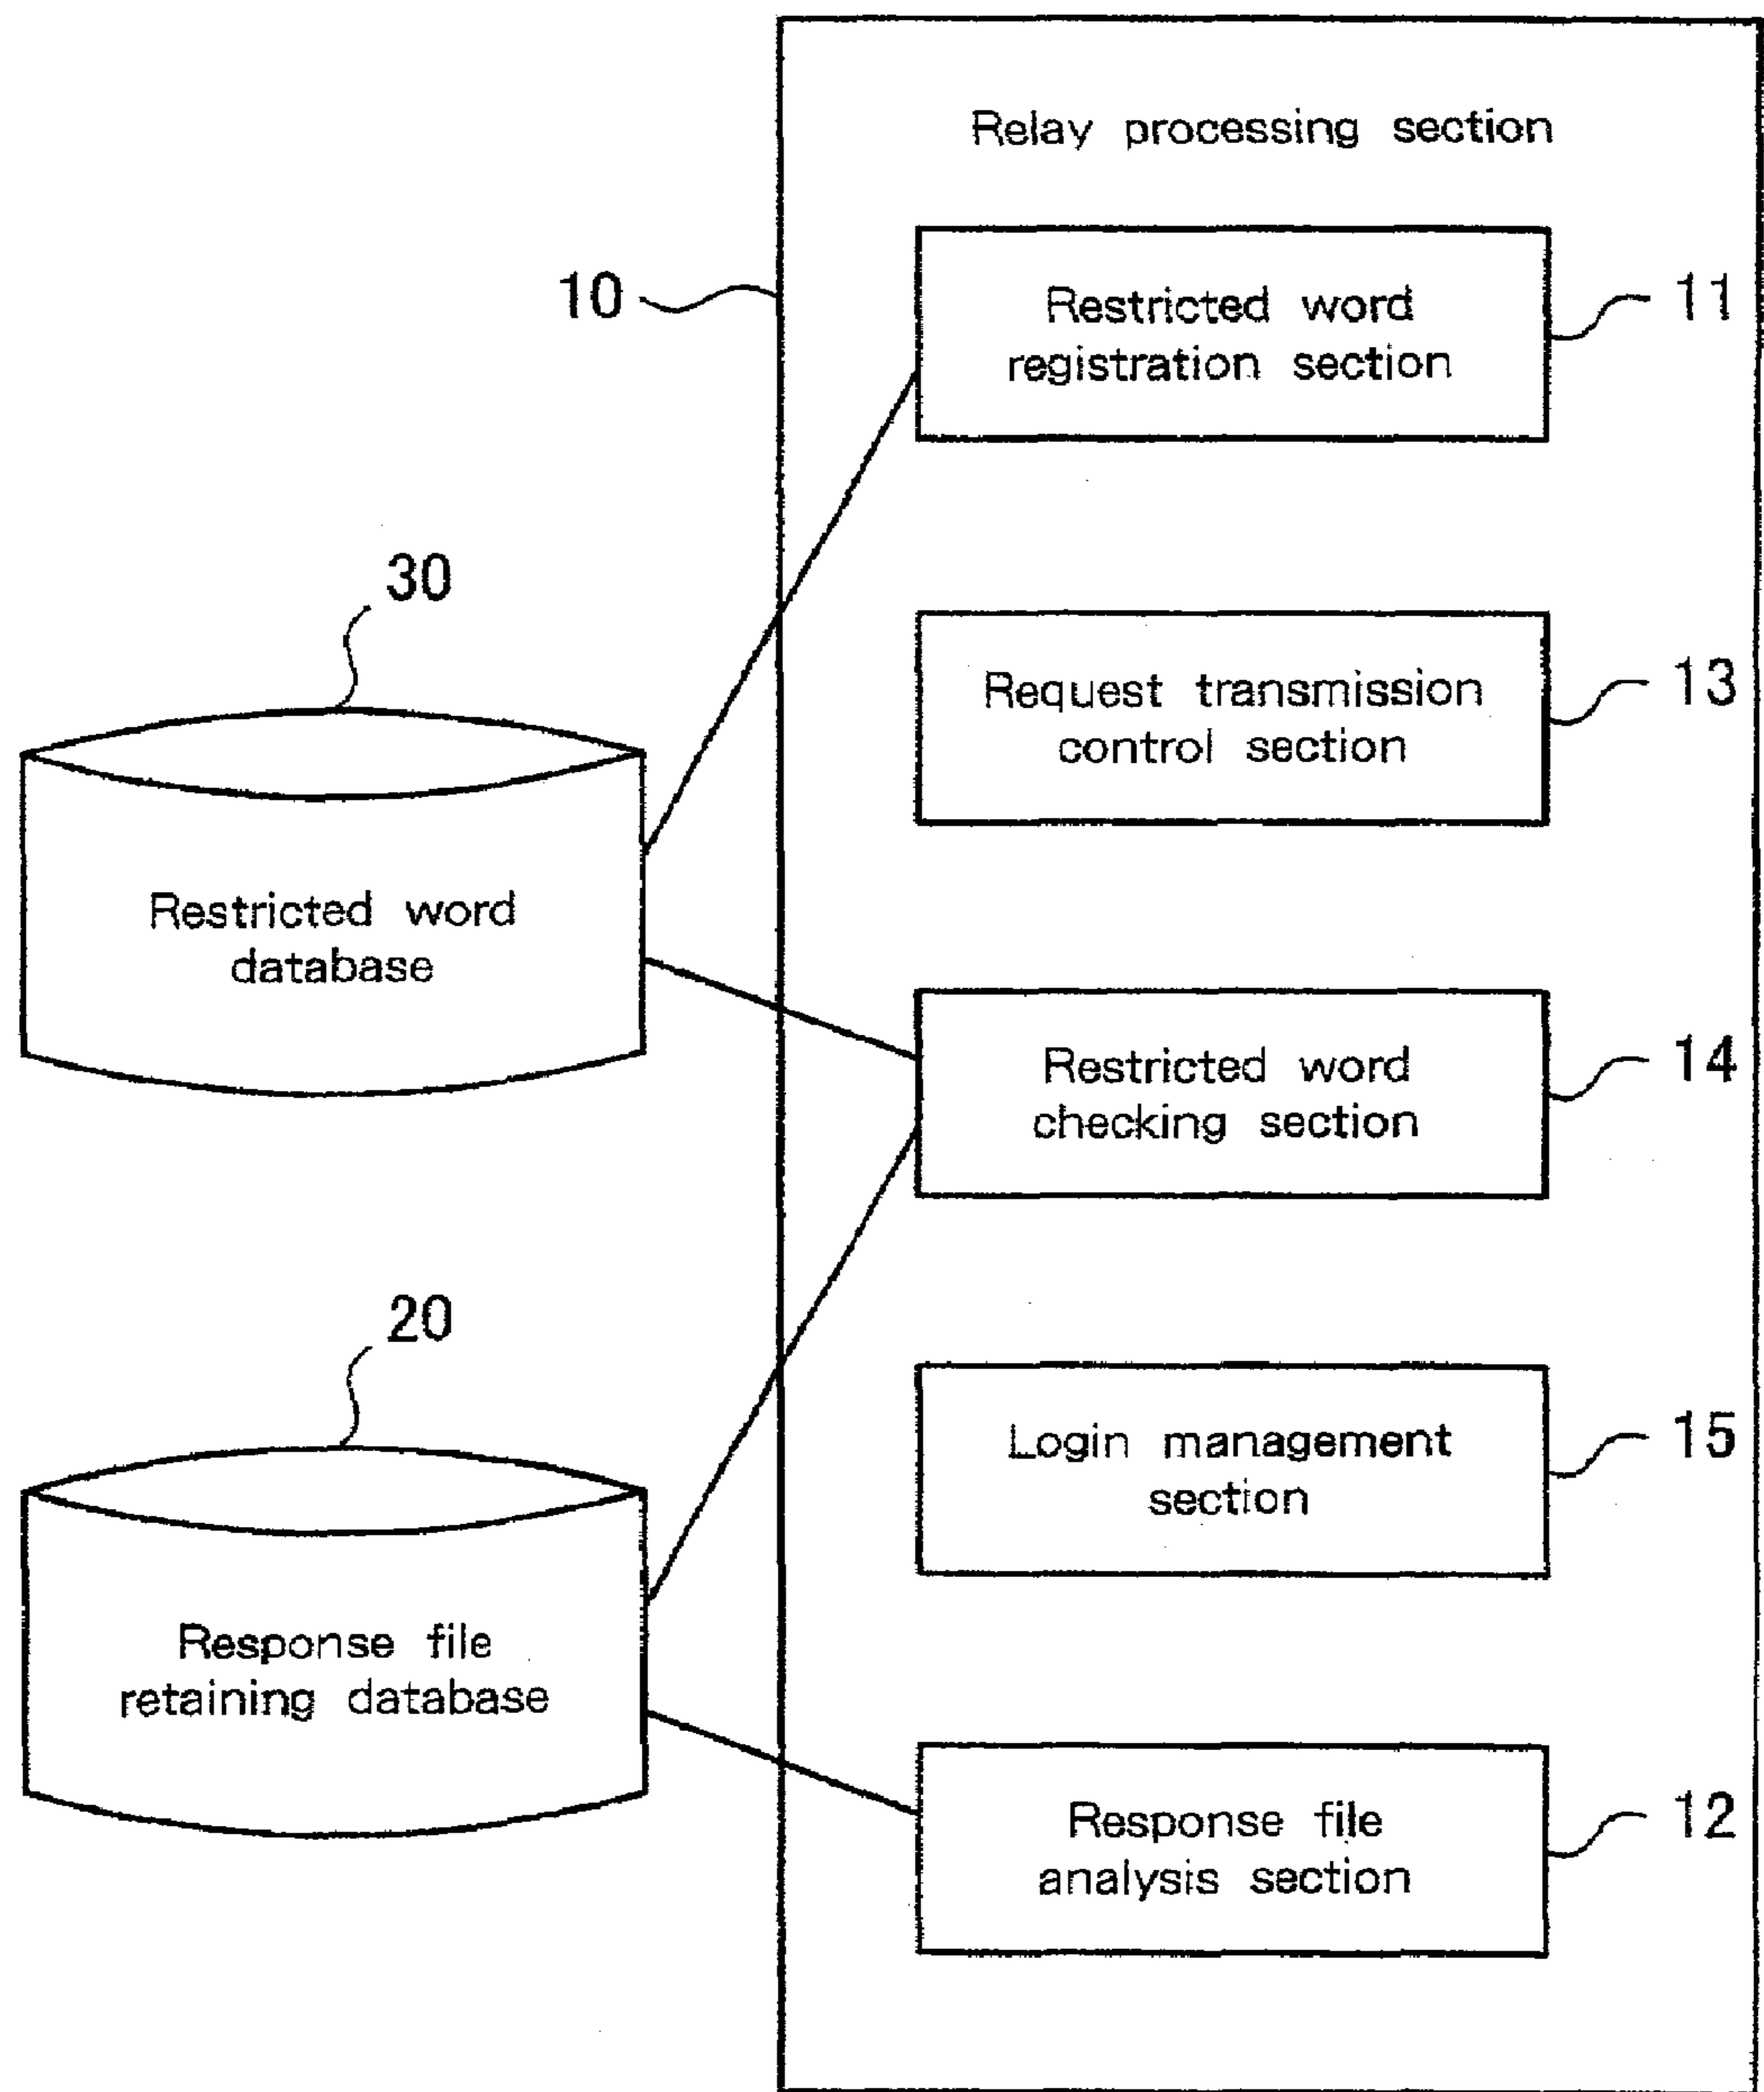 Relay processing section
10
Restricted word
registration section
11
30
Request transmission
control section
13
Restricted word
database
Restricted word
checking section
14
20
Login management
section
15
Response file
retaining database
Response file
analysis section
12